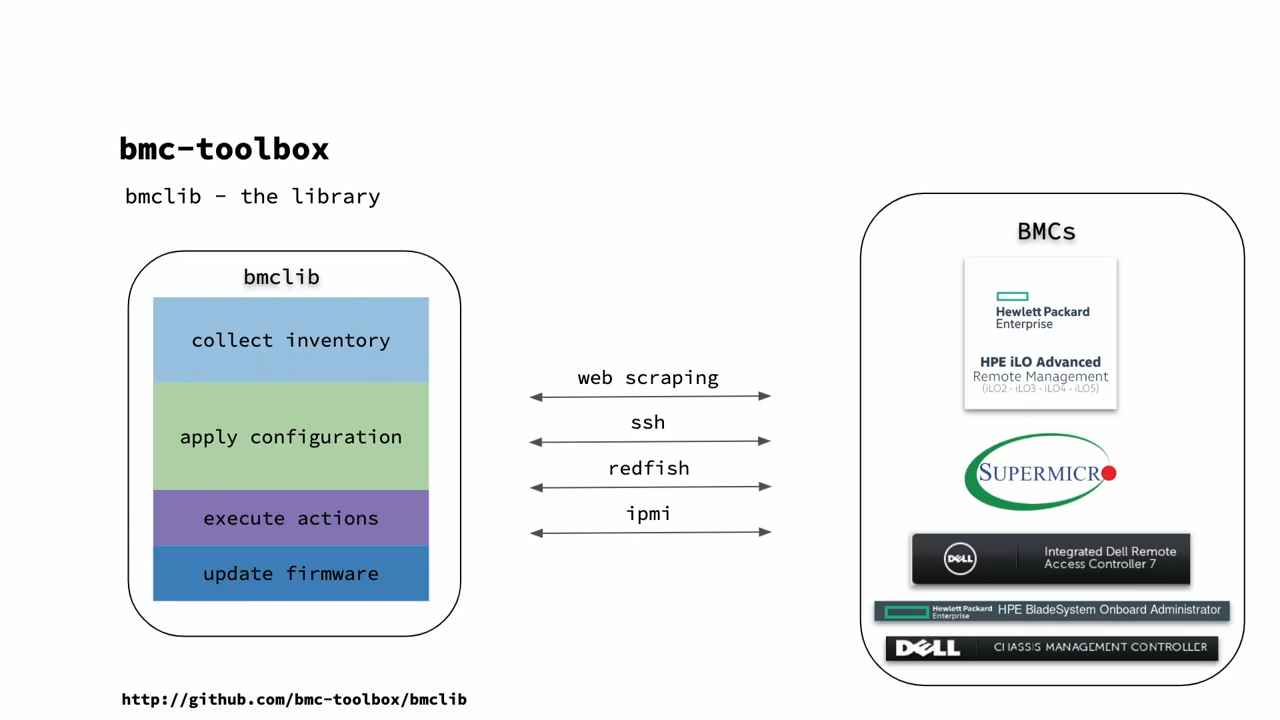 bmc-toolbox
bmclib - the library
bmclib
collect inventory
apply configuration
execute actions
update firmware
web scraping
ssh
redfish
ipmi
BMCs
Hewlett Packard
Enterprise
HPE iLO Advanced
Remote Management
(iLO2 - iLO3 - iLO4 - iLO5)
SUPERMICRO
DELL
Integrated Dell Remote
Access Controller 7
Hewlett Packard
Enterprise
HPE BladeSystem Onboard Administrator
DELL
CHASSIS MANAGEMENT CONTROLLER
http://github.com/bmc-toolbox/bmclib